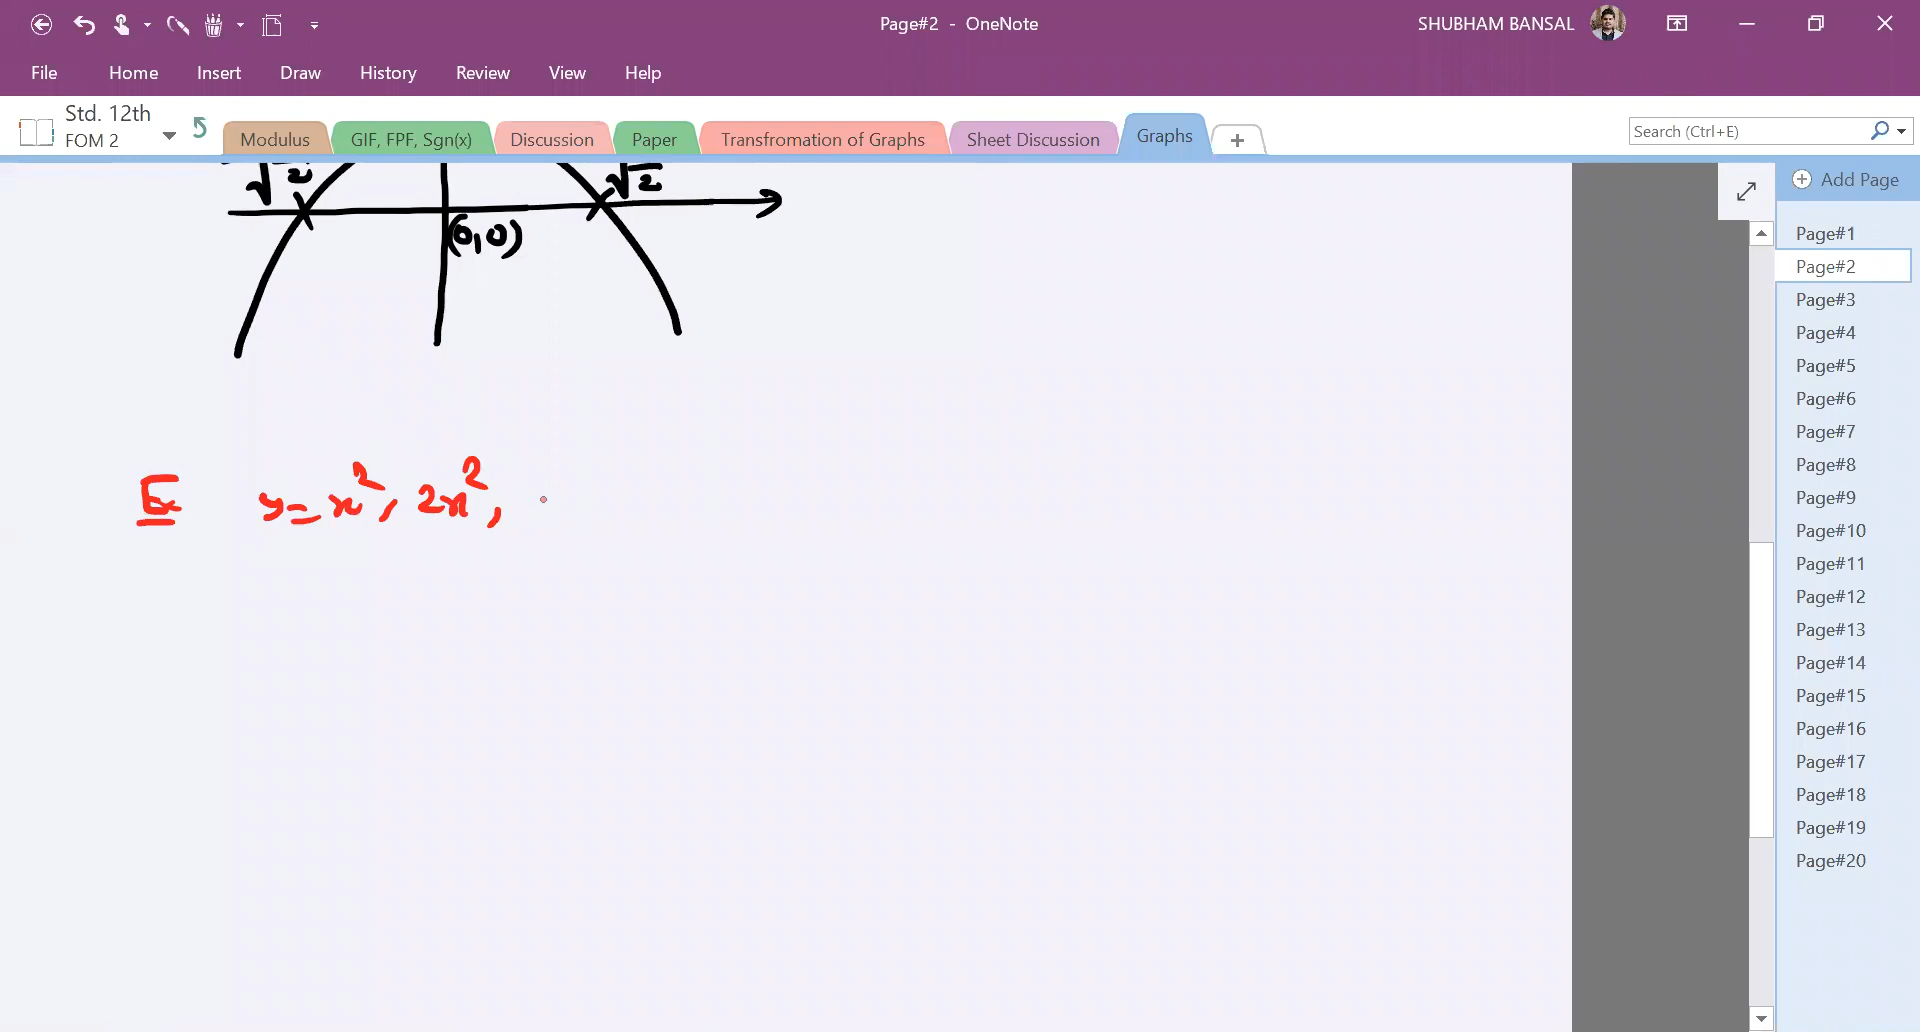 Page#2 - OneNote
SHUBHAM BANSAL
File Home Insert Draw History Review View Help
Std. 12th
FOM 2
Modulus
GIF, FPF, Sgn(x)
Discussion
Paper
Transfromation of Graphs
Sheet Discussion
Graphs
Search (Ctrl+E)
Add Page
Page#1
Page#2
Page#3
Page#4
Page#5
Page#6
Page#7
Page#8
Page#9
Page#10
Page#11
Page#12
Page#13
Page#14
Page#15
Page#16
Page#17
Page#18
Page#19
Page#20
√2
√2
(0,0)
Ex y=x², 2x²,